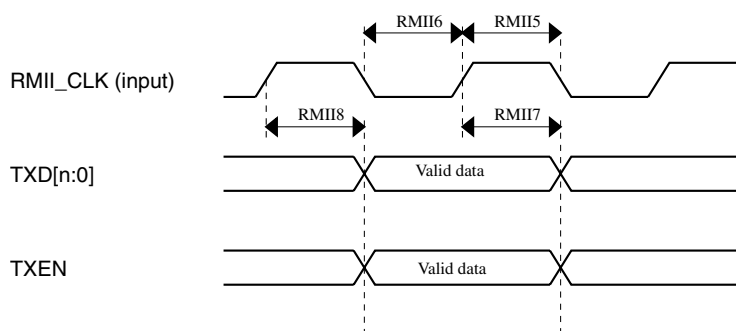 RMII6
RMII5
RMII_CLK (input)
RMII8
RMII7
TXD[n:0]
Valid data
TXEN
Valid data